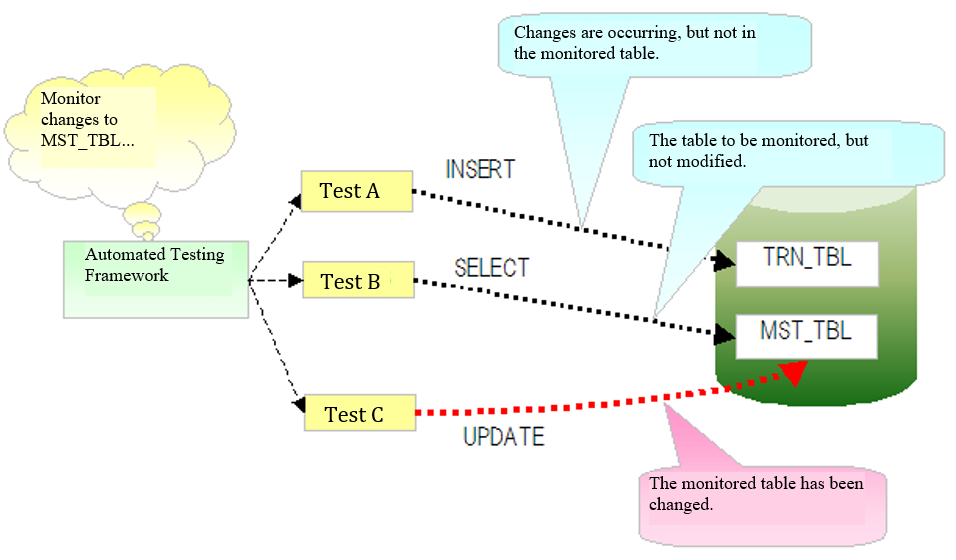 Changes are occurring, but not in
the monitored table.
Monitor
changes to
MST_TBL...
The table to be monitored, but
not modified.
INSERT
Test A
Automated Testing
Framework
TRN_TBL
SELECT
Test B
MST_TBL
Test C
UPDATE
The monitored table has been
changed.